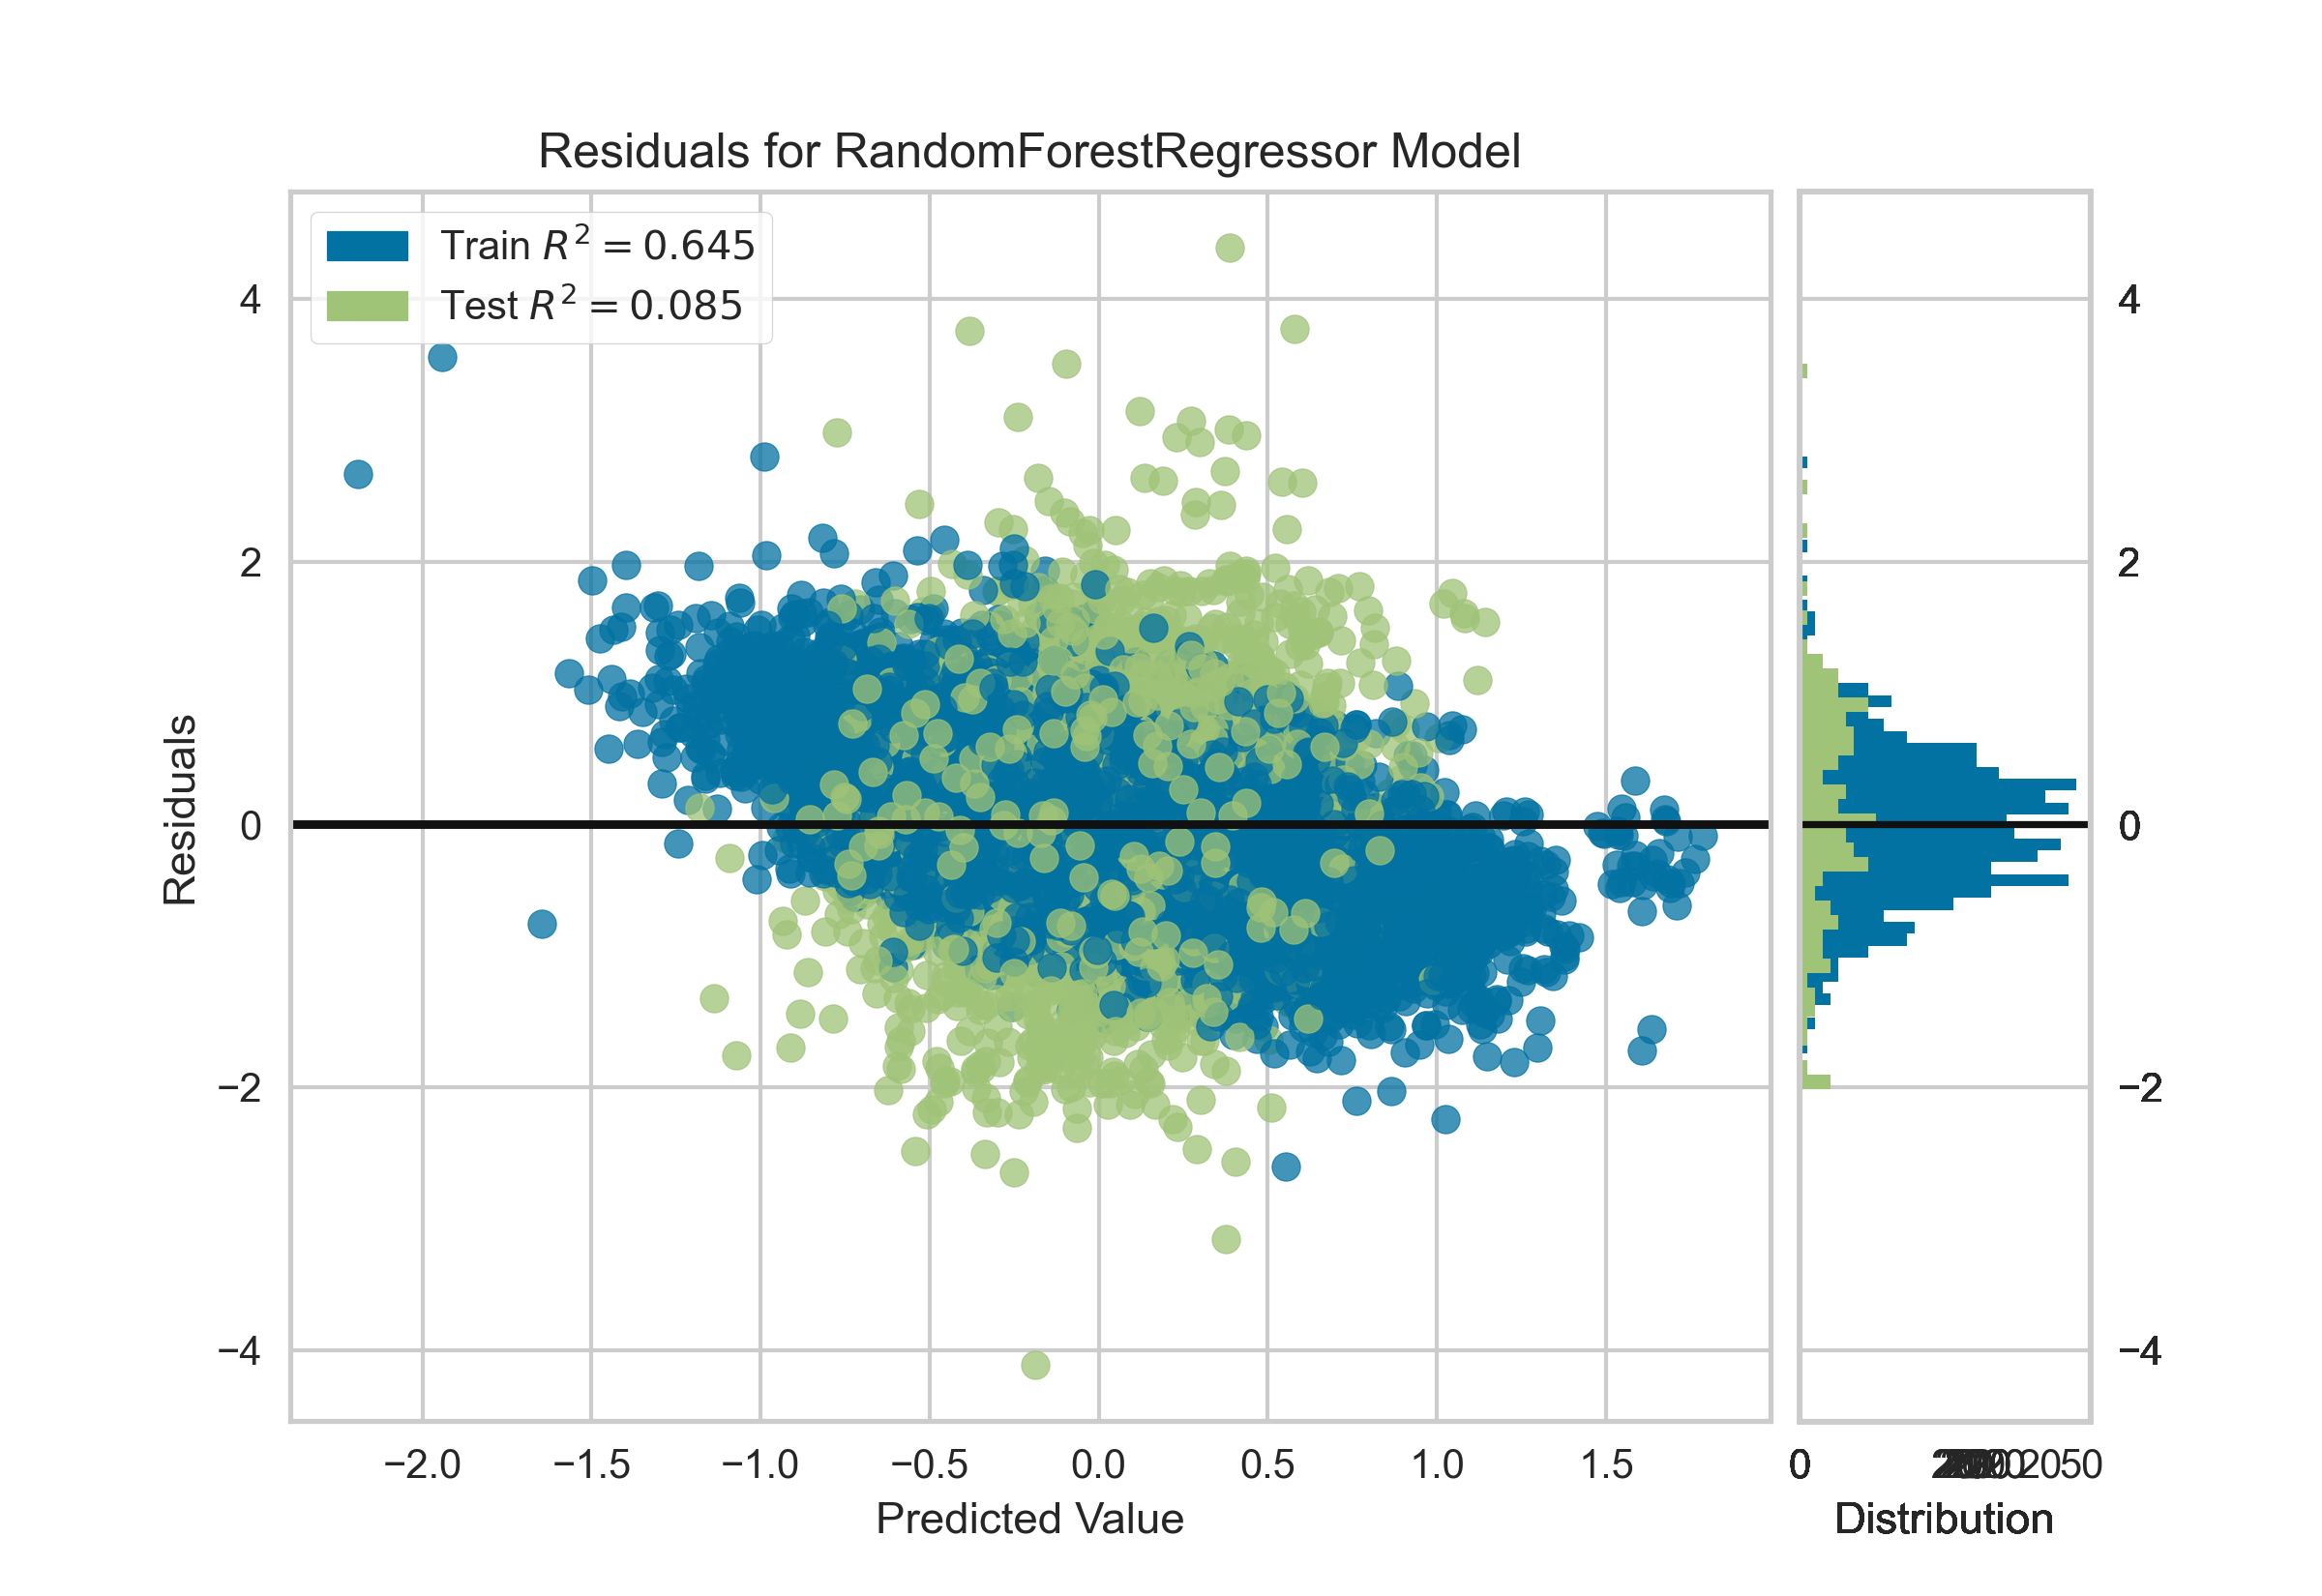 Residuals for RandomForestRegressor Model
Train R² = 0.645
Test R² = 0.085
Residuals
4
2
0
−2
−4
−2.0 −1.5 −1.0 −0.5 0.0 0.5 1.0 1.5
Predicted Value
4
2
0
−2
−4
0
Distribution